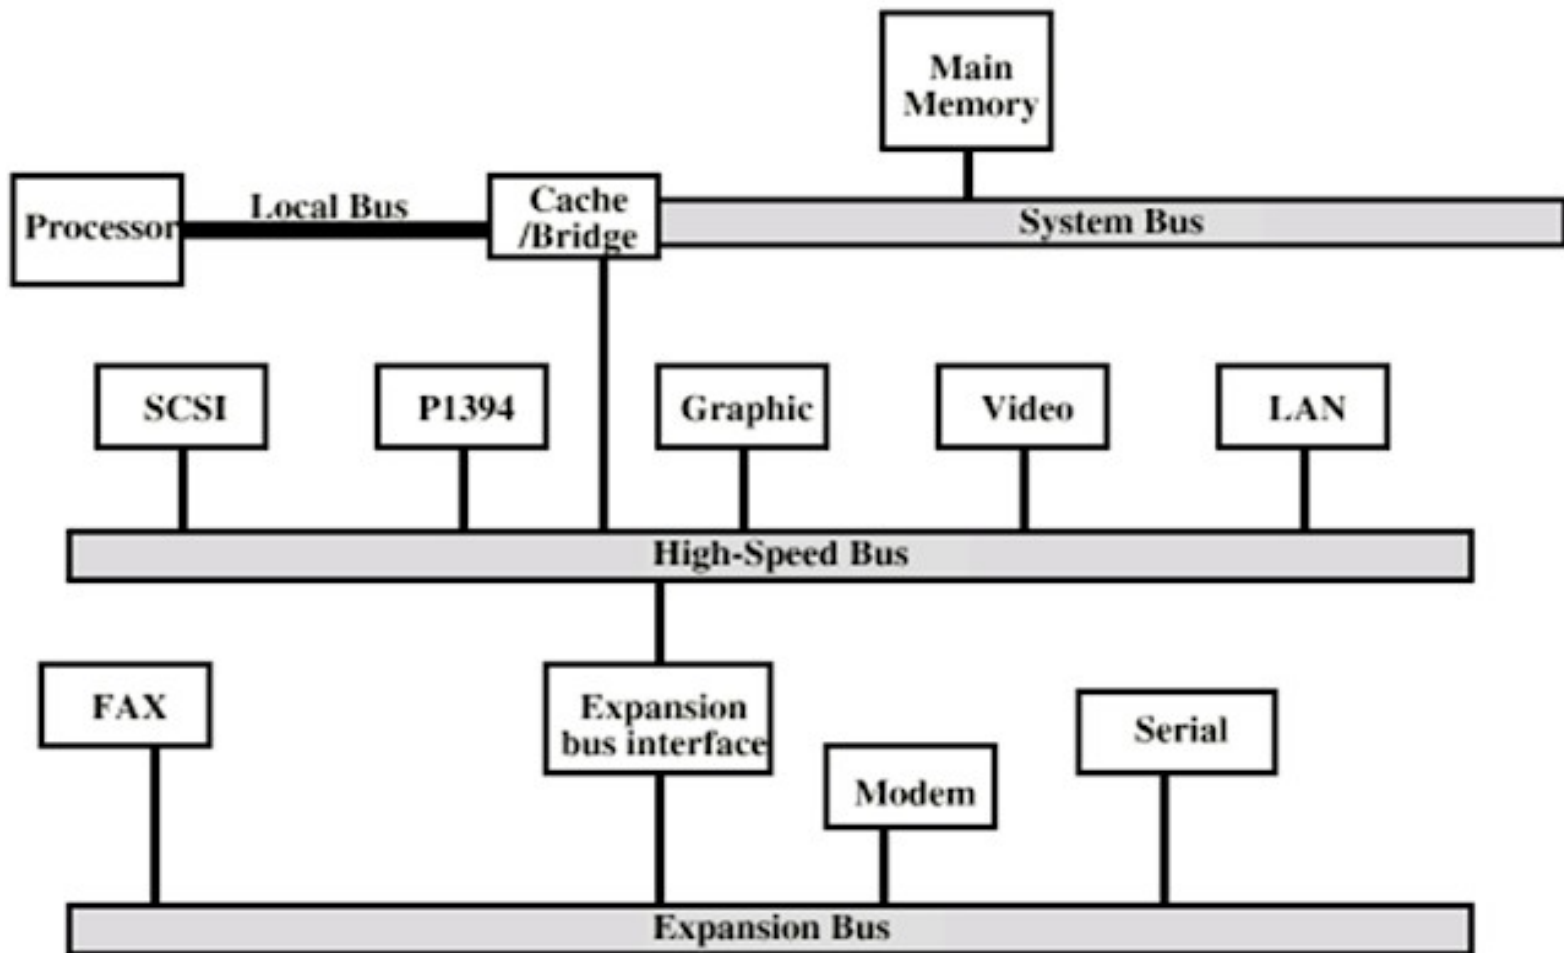 Main
Memory
Processor
Local Bus
Cache
/Bridge
System Bus
SCSI
P1394
Graphic
Video
LAN
High-Speed Bus
FAX
Expansion
bus interface
Modem
Serial
Expansion Bus